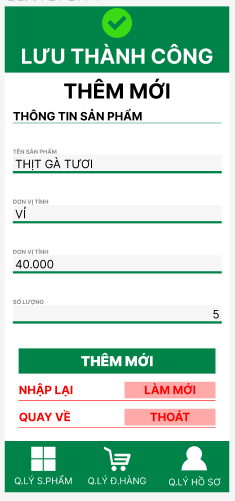 LƯU THÀNH CÔNG
THÊM MỚI
THÔNG TIN SẢN PHẨM
TÊN SẢN PHẨM
THỊT GÀ TƯƠI
ĐƠN VỊ TÍNH
VỈ
ĐƠN VỊ TÍNH
40.000
SỐ LƯỢNG
5
THÊM MỚI
NHẬP LẠI LÀM MỚI
QUAY VỀ THOÁT
Q.LÝ S.PHẨM Q.LÝ Đ.HÀNG Q.LÝ HỒ SƠ